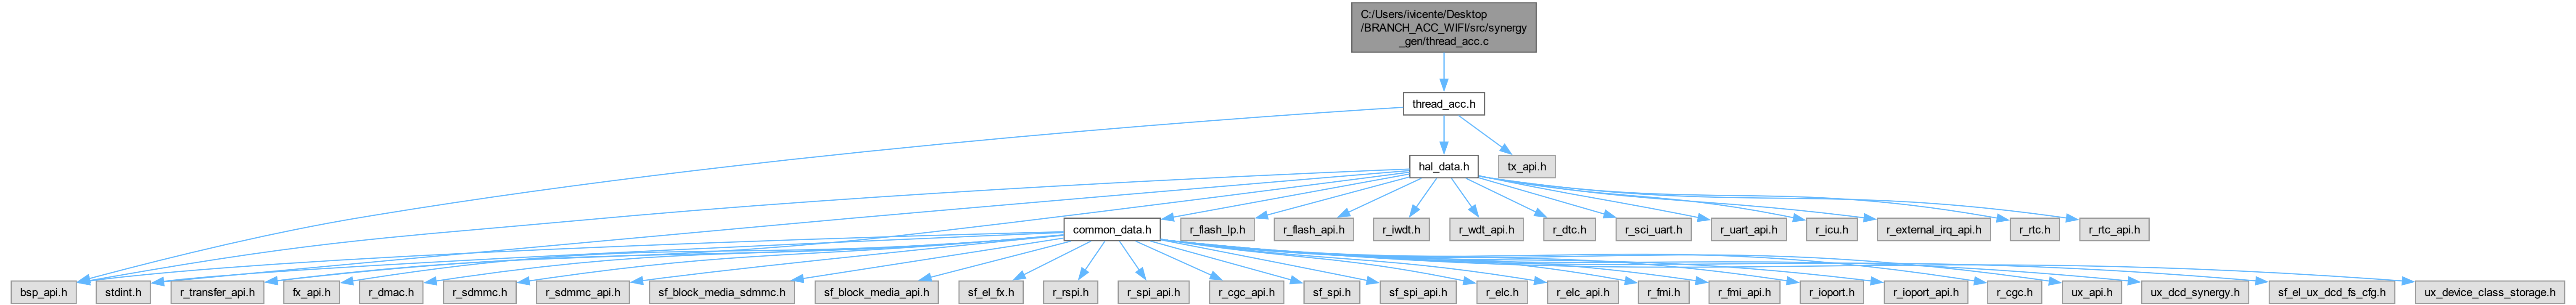 C:/Users/ivicente/Desktop
/BRANCH_ACC_WIFI/src/synergy
_gen/thread_acc.c
thread_acc.h
hal_data.h
tx_api.h
common_data.h
r_flash_lp.h
r_flash_api.h
r_iwdt.h
r_wdt_api.h
r_dtc.h
r_sci_uart.h
r_uart_api.h
r_icu.h
r_external_irq_api.h
r_rtc.h
r_rtc_api.h
bsp_api.h
stdint.h
r_transfer_api.h
fx_api.h
r_dmac.h
r_sdmmc.h
r_sdmmc_api.h
sf_block_media_sdmmc.h
sf_block_media_api.h
sf_el_fx.h
r_rspi.h
r_spi_api.h
r_cgc_api.h
sf_spi.h
sf_spi_api.h
r_elc.h
r_elc_api.h
r_fmi.h
r_fmi_api.h
r_ioport.h
r_ioport_api.h
r_cgc.h
ux_api.h
ux_dcd_synergy.h
sf_el_ux_dcd_fs_cfg.h
ux_device_class_storage.h